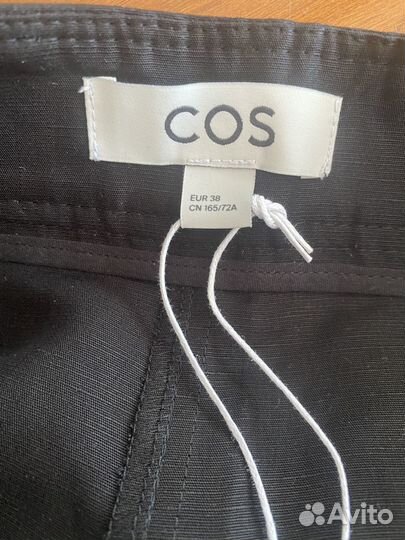 COS
EUR 38
CN 165/72A
Avito